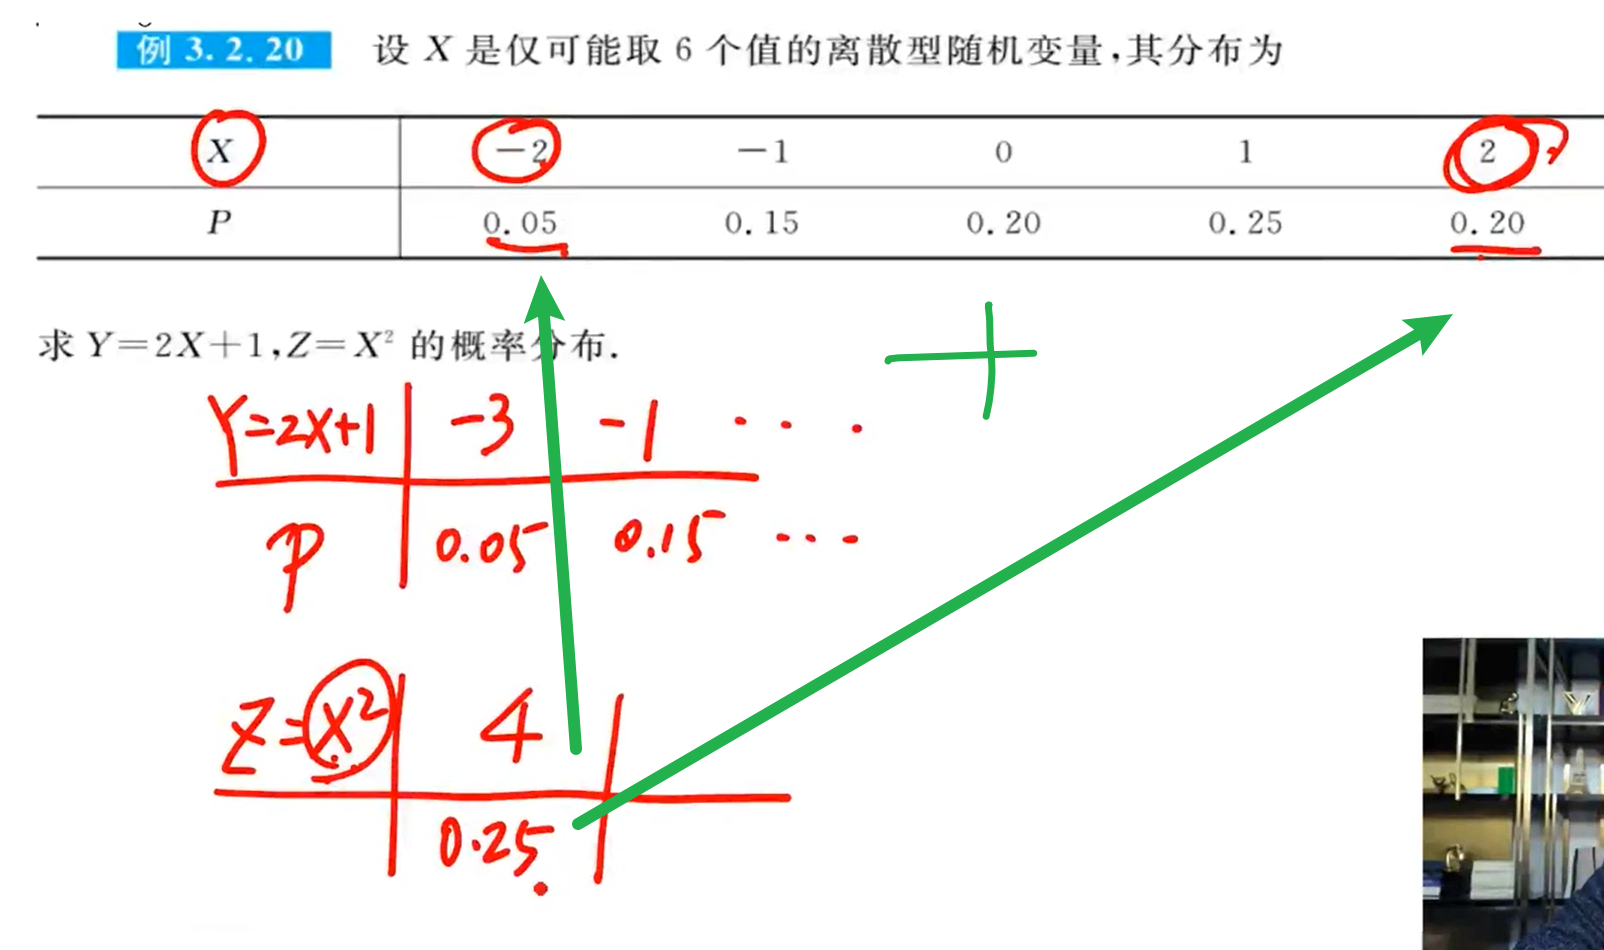 例 3.2.20 设 X 是仅可能取 6 个值的离散型随机变量,其分布为
X −2 −1 0 1 2
P 0.05 0.15 0.20 0.25 0.20
求 Y=2X+1,Z=X² 的概率分布.
Y=2X+1 -3 -1 ...
P 0.05 0.15 ...
Z=X² 4
0.25